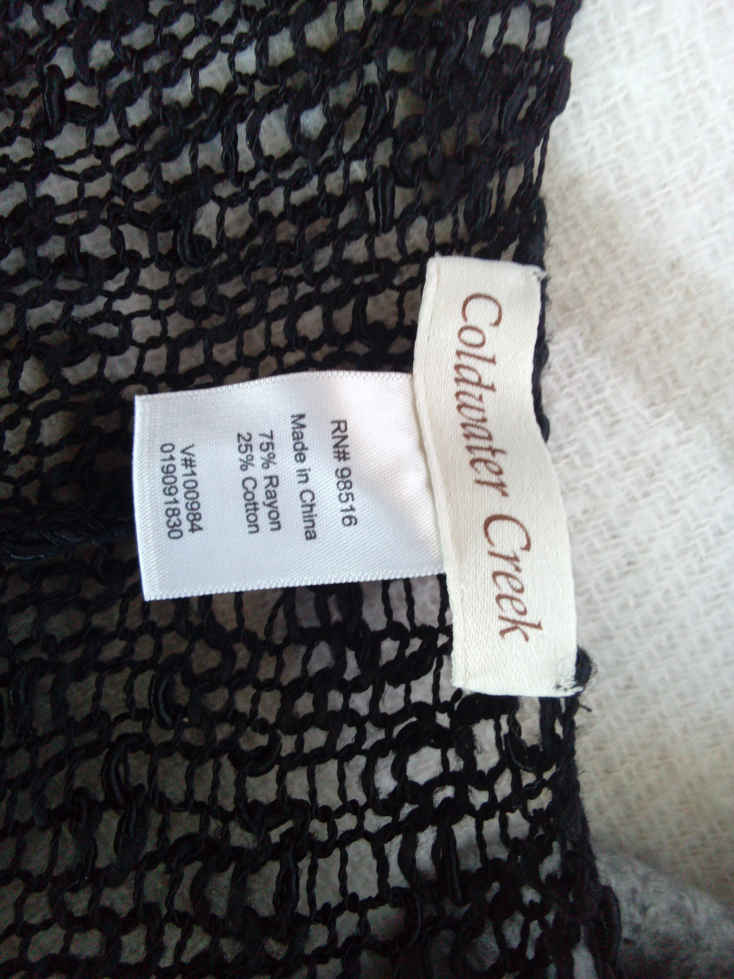 Coldwater Creek
RN# 98516
Made in China
75% Rayon
25% Cotton
V#100984
019091830